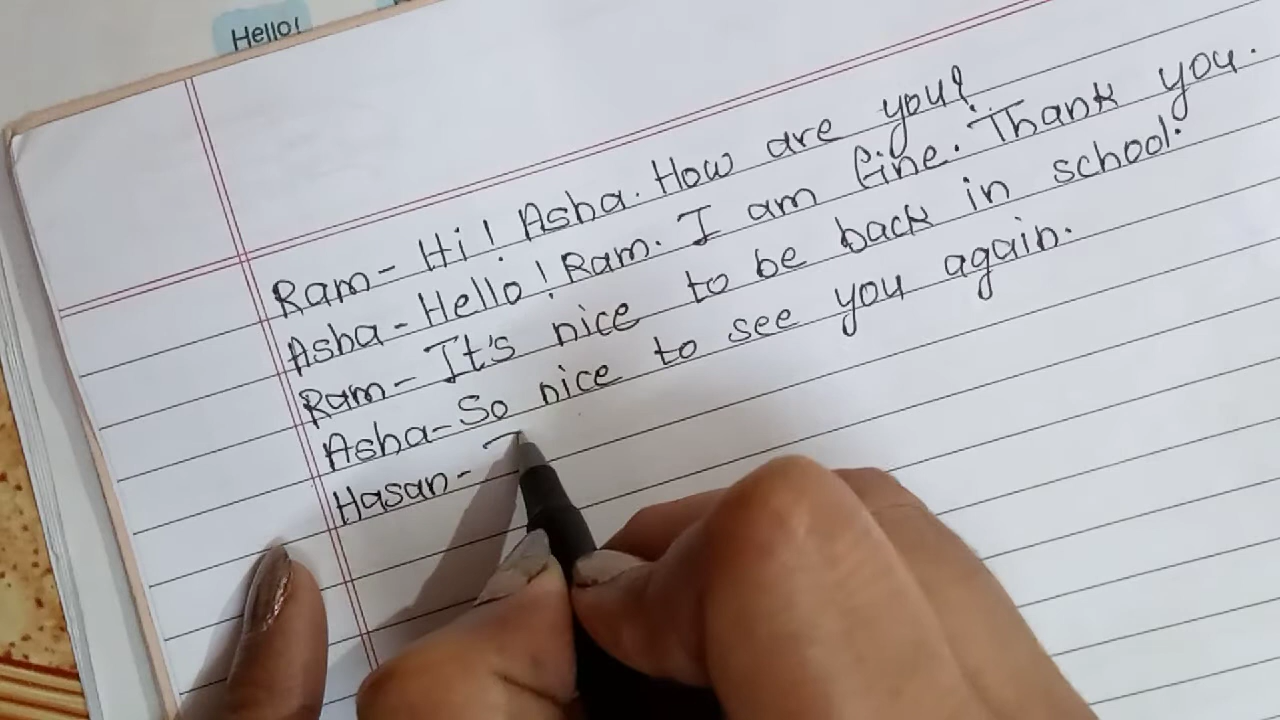 Hello!
Ram- Hi! Asha. How are you?
Asha- Hello! Ram. I am fine. Thank you.
Ram- It's nice to be back in school.
Asha- So nice to see you again.
Hasan-